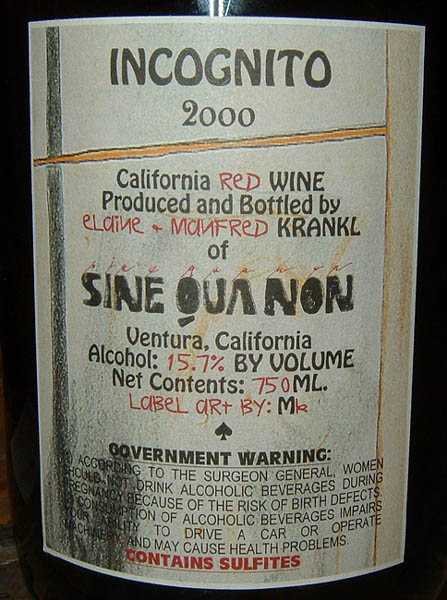 INCOGNITO
2000
California RED WINE
Produced and Bottled by
eLaiNe + MaNFReD KRANKL
of
sine qua non
SINE QUA NON
Ventura, California
Alcohol: 15.7% BY VOLUME
Net Contents: 750ML.
LaBeL aRt BY: Mk
GOVERNMENT WARNING:
ACCORDING TO THE SURGEON GENERAL, WOMEN
SHOULD NOT DRINK ALCOHOLIC BEVERAGES DURING
PREGNANCY BECAUSE OF THE RISK OF BIRTH DEFECTS.
CONSUMPTION OF ALCOHOLIC BEVERAGES IMPAIRS
YOUR ABILITY TO DRIVE A CAR OR OPERATE
MACHINERY AND MAY CAUSE HEALTH PROBLEMS.
CONTAINS SULFITES